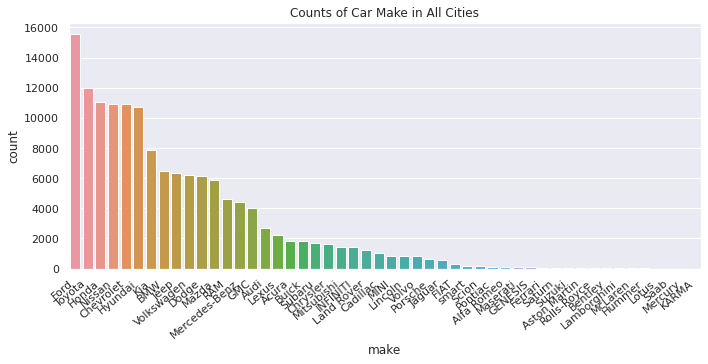 Counts of Car Make in All Cities
16000
14000
12000
10000
8000
6000
4000
2000
0
count
Ford
Toyota
Honda
Nissan
Chevrolet
Hyundai
Kia
BMW
Jeep
Volkswagen
Dodge
Mazda
RAM
Mercedes-Benz
GMC
Audi
Lexus
Acura
Buick
Subaru
Chrysler
Mitsubishi
INFINITI
Land Rover
Cadillac
MINI
Lincoln
Volvo
Porsche
Jaguar
FIAT
smart
Scion
Pontiac
Alfa Romeo
Maserati
GENESIS
Ferrari
Saturn
Suzuki
Aston Martin
Rolls-Royce
Bentley
Lamborghini
McLaren
Hummer
Lotus
Saab
Mercury
KARMA
make